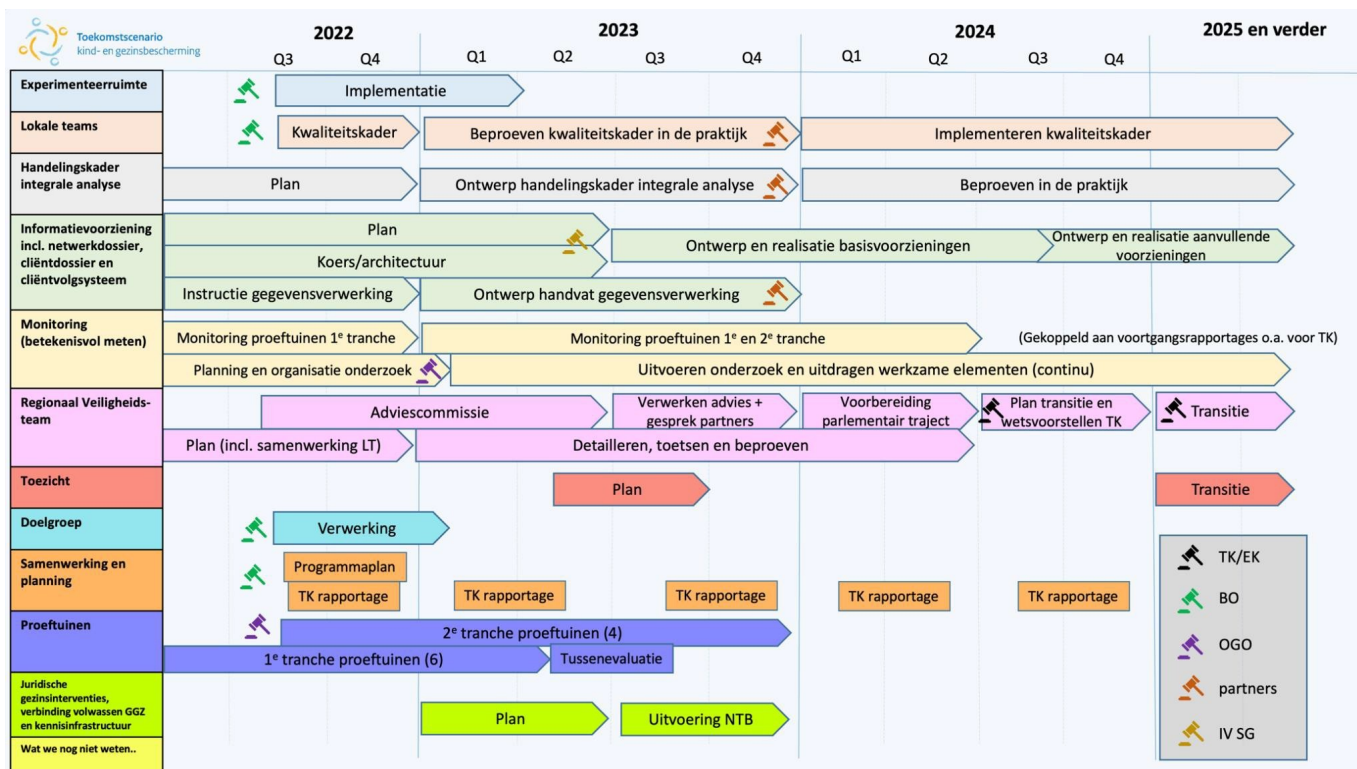 Toekomstscenario
kind- en gezinsbescherming
2022
2023
2024
2025 en verder
Q3
Q4
Q1
Q2
Q3
Q4
Q1
Q2
Q3
Q4
Experimenteerruimte
Implementatie
Lokale teams
Kwaliteitskader
Beproeven kwaliteitskader in de praktijk
Implementeren kwaliteitskader
Handelingskader
integrale analyse
Plan
Ontwerp handelingskader integrale analyse
Beproeven in de praktijk
Informatievoorziening
incl. netwerkdossier,
cliëntdossier en
cliëntvolgsysteem
Plan
Koers/architectuur
Ontwerp en realisatie basisvoorzieningen
Ontwerp en realisatie aanvullende
voorzieningen
Instructie gegevensverwerking
Ontwerp handvat gegevensverwerking
Monitoring
(betekenisvol meten)
Monitoring proeftuinen 1e tranche
Monitoring proeftuinen 1e en 2e tranche
(Gekoppeld aan voortgangsrapportages o.a. voor TK)
Planning en organisatie onderzoek
Uitvoeren onderzoek en uitdragen werkzame elementen (continu)
Regionaal Veiligheids-
team
Adviescommissie
Verwerken advies +
gesprek partners
Voorbereiding
parlementair traject
Plan transitie en
wetsvoorstellen TK
Transitie
Plan (incl. samenwerking LT)
Detailleren, toetsen en beproeven
Toezicht
Plan
Transitie
Doelgroep
Verwerking
Samenwerking en
planning
Programmaplan
TK rapportage
TK rapportage
TK rapportage
TK rapportage
TK rapportage
Proeftuinen
2e tranche proeftuinen (4)
1e tranche proeftuinen (6)
Tussenevaluatie
Juridische
gezinsinterventies,
verbinding volwassen GGZ
en kennisinfrastructuur
Plan
Uitvoering NTB
Wat we nog niet weten..
TK/EK
BO
OGO
partners
IV SG